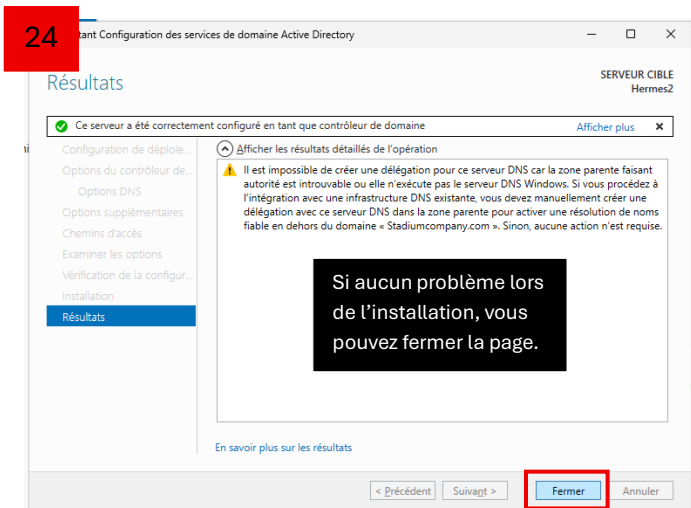 24
tant Configuration des services de domaine Active Directory
Résultats
SERVEUR CIBLE
Hermes2
Ce serveur a été correctement configuré en tant que contrôleur de domaine
Afficher plus
Configuration de déploie...
Options du contrôleur de...
Options DNS
Options supplémentaires
Chemins d'accès
Examiner les options
Vérification de la configur...
Installation
Résultats
Afficher les résultats détaillés de l'opération
Il est impossible de créer une délégation pour ce serveur DNS car la zone parente faisant
autorité est introuvable ou elle n'exécute pas le serveur DNS Windows. Si vous procédez à
l'intégration avec une infrastructure DNS existante, vous devez manuellement créer une
délégation avec ce serveur DNS dans la zone parente pour activer une résolution de noms
fiable en dehors du domaine « Stadiumcompany.com ». Sinon, aucune action n'est requise.
Si aucun problème lors
de l'installation, vous
pouvez fermer la page.
En savoir plus sur les résultats
< Précédent
Suivant >
Fermer
Annuler